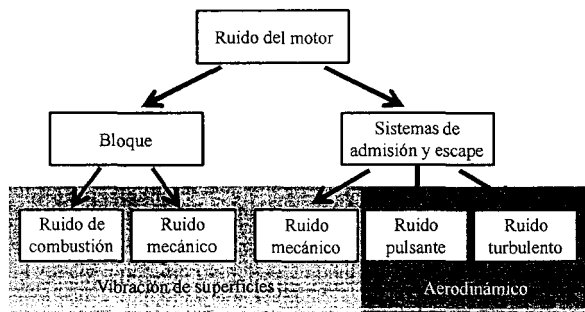 Ruido del motor
Bloque
Sistemas de
admisión y escape
Ruido de
combustión
Ruido
mecánico
Ruido
mecánico
Ruido
pulsante
Ruido
turbulento
Vibración de superficies
Aerodinámico